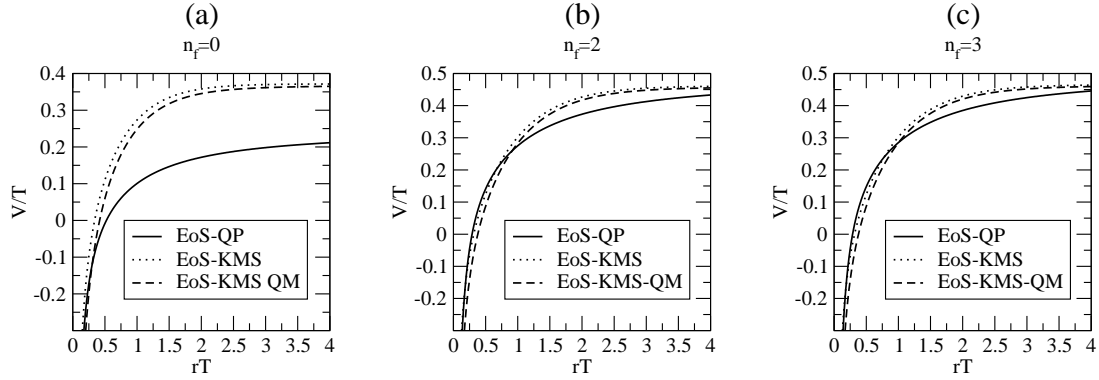 (a)
n_f=0
V/T
0.4
0.3
0.2
0.1
0
-0.1
-0.2
EoS-QP
EoS-KMS
EoS-KMS QM
0 0.5 1 1.5 2 2.5 3 3.5 4
rT
(b)
n_f=2
V/T
0.5
0.4
0.3
0.2
0.1
0
-0.1
-0.2
EoS-QP
EoS-KMS
EoS-KMS-QM
0 0.5 1 1.5 2 2.5 3 3.5 4
rT
(c)
n_f=3
V/T
0.5
0.4
0.3
0.2
0.1
0
-0.1
-0.2
EoS-QP
EoS-KMS
EoS-KMS-QM
0 0.5 1 1.5 2 2.5 3 3.5 4
rT